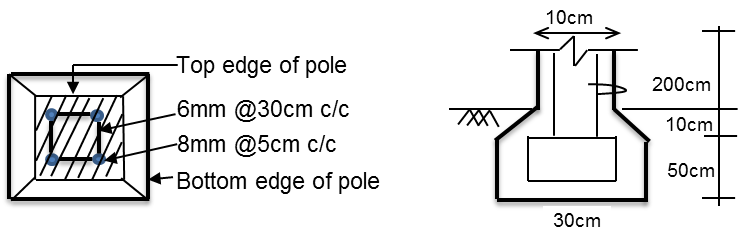 Top edge of pole
6mm @30cm c/c
8mm @5cm c/c
Bottom edge of pole
10cm
200cm
10cm
50cm
30cm